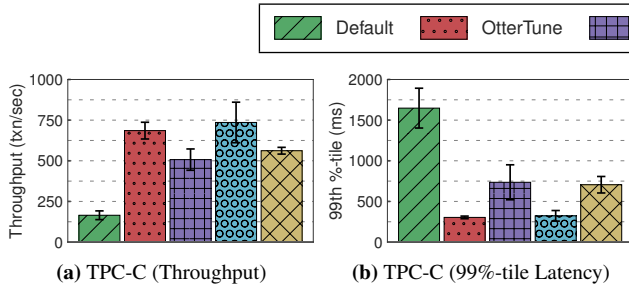 Default OtterTune
Throughput (txn/sec)
1000
750
500
250
0
(a) TPC-C (Throughput)
99th %-tile (ms)
2000
1500
1000
500
0
(b) TPC-C (99%-tile Latency)